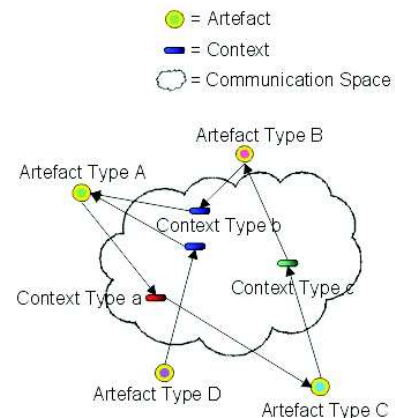 = Artefact
= Context
= Communication Space
Artefact Type B
Artefact Type A
Context Type b
Context Type c
Context Type a
Artefact Type D
Artefact Type C